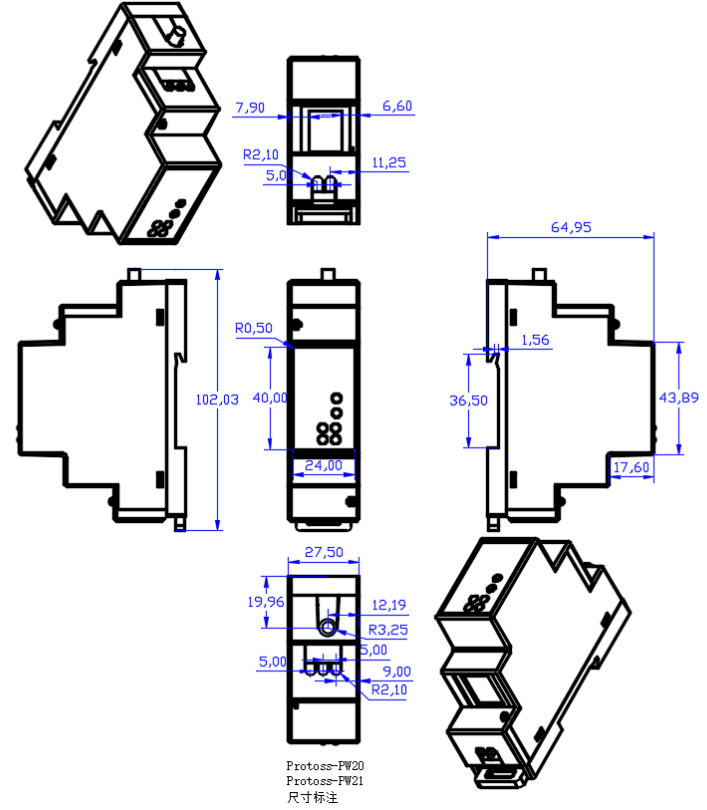 7,90
6,60
R2,10
11,25
5,0
64,95
R0,50
1,56
102,03
40,00
36,50
43,89
24,00
17,60
27,50
19,96
12,19
R3,25
5,00
5,00
9,00
R2,10
Protoss-PW20
Protoss-PW21
尺寸标注